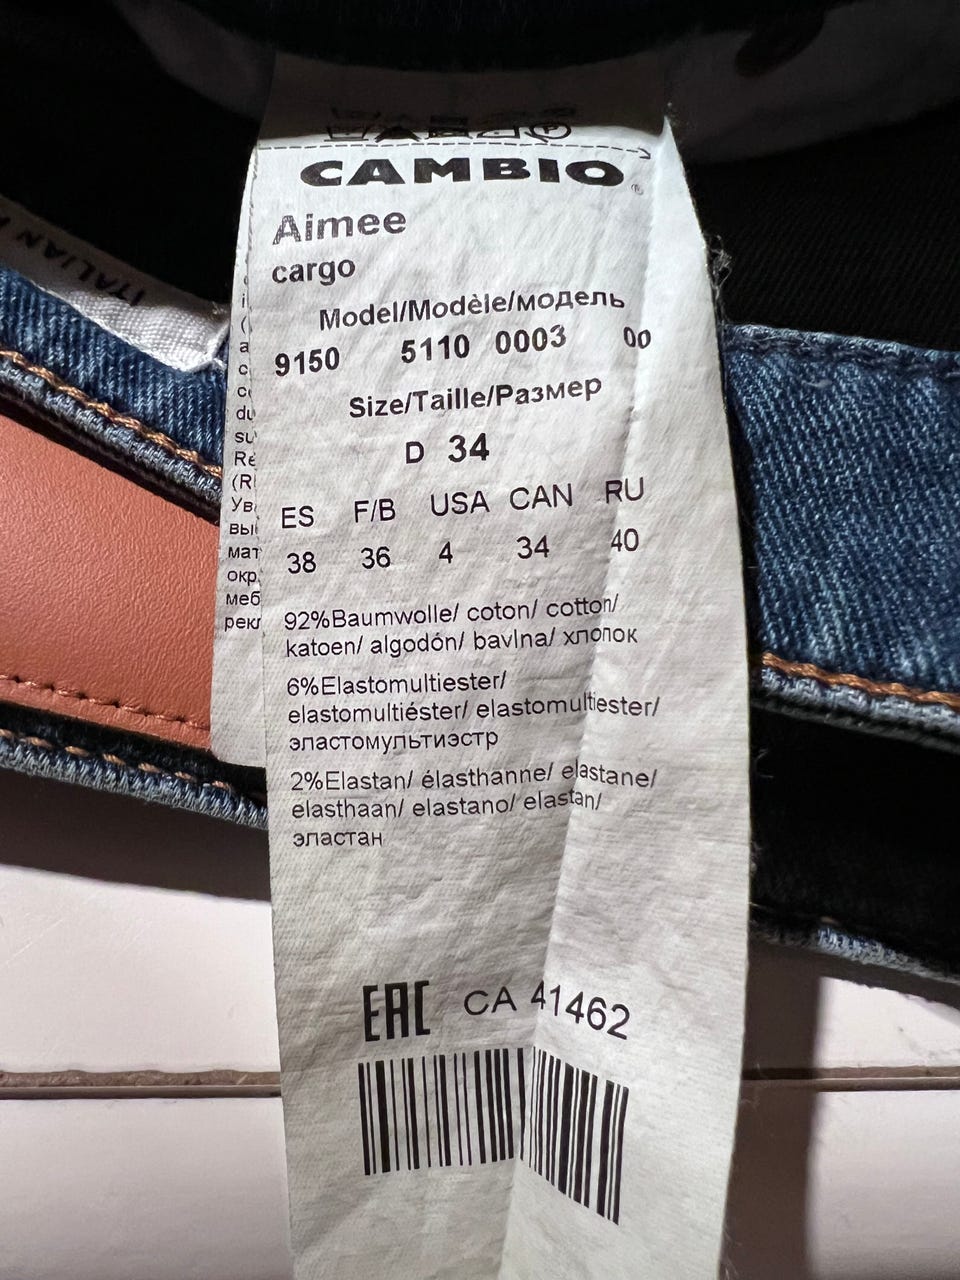 CAMBIO®
Aimee
cargo
Model/Modèle/модель
9150 5110 0003 00
Size/Taille/Размер
D 34
ES F/B USA CAN RU
38 36 4 34 40
92%Baumwolle/ coton/ cotton/
katoen/ algodón/ bavlna/ хлопок
6%Elastomultiester/
elastomultiéster/ elastomultiester/
эластомультиэстр
2%Elastan/ élasthanne/ elastane/
elasthaan/ elastano/ elastan/
эластан
EAC CA 41462
ITALIAN